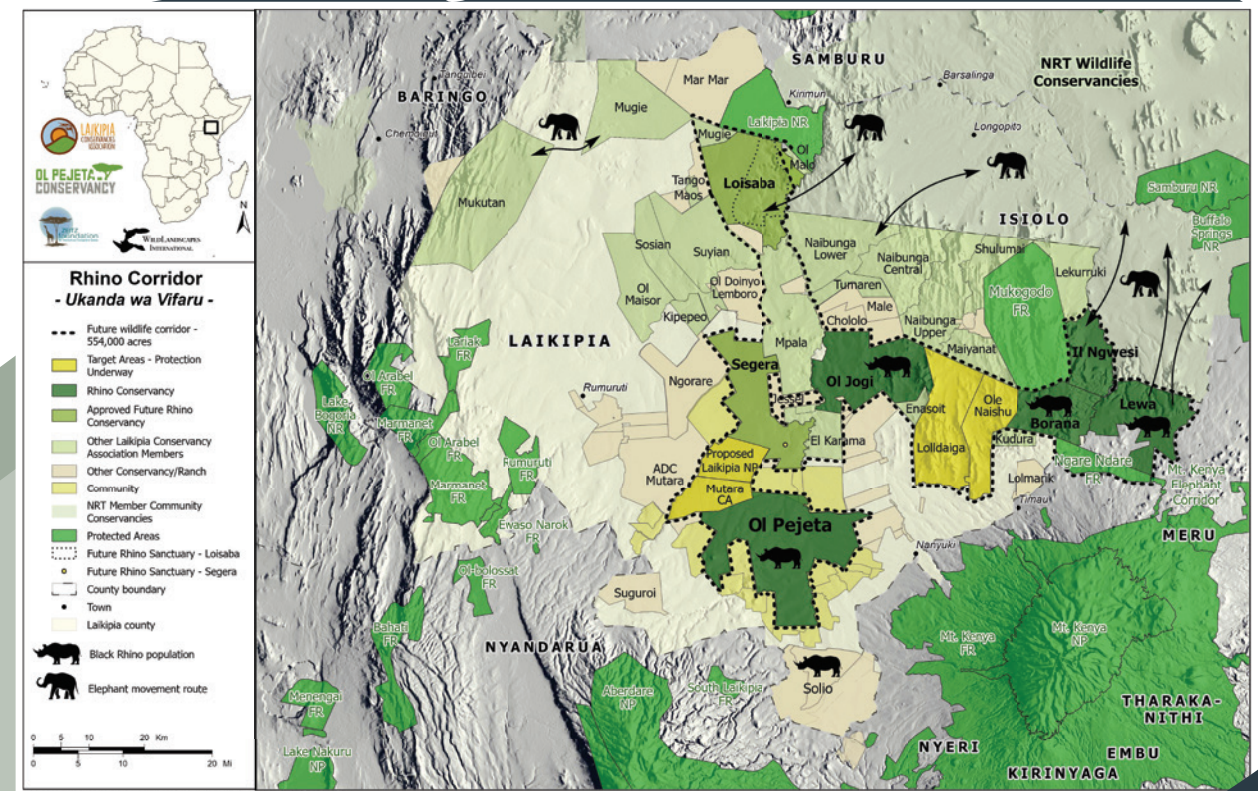 LAIKIPIA
CONSERVANCIES
ASSOCIATION
OL PEJETA
CONSERVANCY
zeitz
foundation
WildLandscapes
International
N
Rhino Corridor
- Ukanda wa Vifaru -
Future wildlife corridor -
554,000 acres
Target Areas - Protection
Underway
Rhino Conservancy
Approved Future Rhino
Conservancy
Other Laikipia Conservancy
Association Members
Other Conservancy/Ranch
Community
NRT Member Community
Conservancies
Protected Areas
Future Rhino Sanctuary - Loisaba
Future Rhino Sanctuary - Segera
County boundary
Town
Laikipia county
Black Rhino population
Elephant movement route
0 5 10 20 Km
0 5 10 20 Mi
SAMBURU
NRT Wildlife
Conservancies
Tangulbei
BARINGO
Mar Mar
Barsalinga
Kirimun
Mugie
Laikipia NR
Longopito
Chemolgut
Mugie
Ol
Malo
Loisaba
Tango
Maos
Samburu NR
Mukutan
ISIOLO
Buffalo
Springs
NR
Sosian
Suyian
Naibunga
Lower
Naibunga
Central
Shulumai
Lekurruki
Ol Doinyo
Lemboro
Tumaren
Mukogodo
FR
Ol
Maisor
Kipepeo
Male
Chololo
Naibunga
Upper
LAIKIPIA
Mpala
Maiyanat
Il Ngwesi
Lariak
FR
Segera
Ol Jogi
Ol Arabel
FR
Ngorare
Rumuruti
Jessel
Enasoit
Ole
Naishu
Lewa
Lake
Bogoria
NR
Marmanet
FR
Borana
Ol Arabel
FR
El Karama
Lolidaiga
Kudura
Rumuruti
FR
Proposed
Laikipia NP
Ngare Ndare
FR
ADC
Mutara
Mt. Kenya
Elephant
Corridor
Marmanet
FR
Mutara
CA
Lolmarik
Timau
Ewaso Narok
FR
Ol Pejeta
MERU
Nanyuki
Ol-bolossat
FR
Suguroi
Bahati
FR
Mt. Kenya
FR
Mt. Kenya
NP
NYANDARUA
Solio
Menengai
FR
Aberdare
NP
South Laikipia
FR
THARAKA-
NITHI
Lake Nakuru
NP
NYERI
EMBU
KIRINYAGA